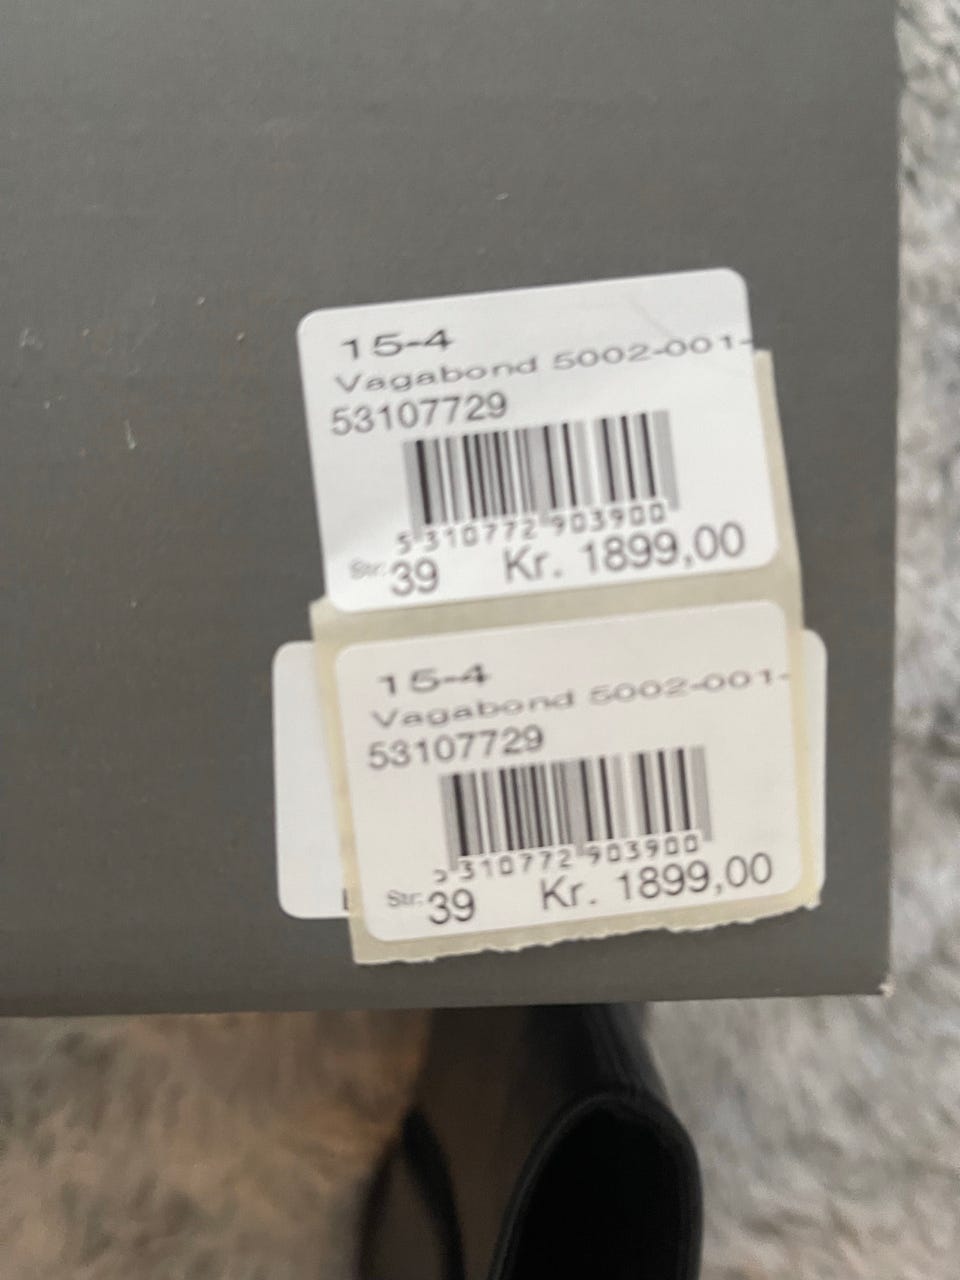 15-4
Vagabond 5002-001-
53107729
5 310772 903900
Str: 39 Kr. 1899,00
15-4
Vagabond 5002-001-
53107729
310772 903900
Str: 39 Kr. 1899,00